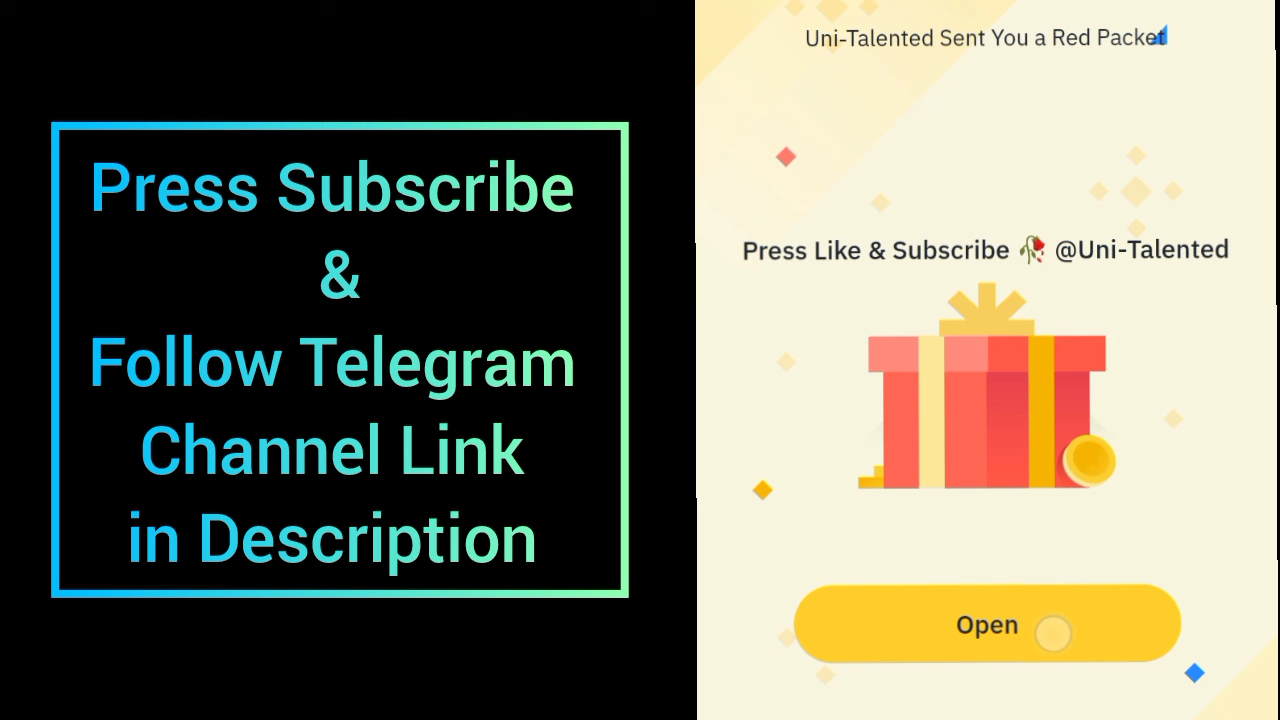 Press Subscribe
&
Follow Telegram
Channel Link
in Description
Uni-Talented Sent You a Red Packet
Press Like & Subscribe 🥀 @Uni-Talented
Open